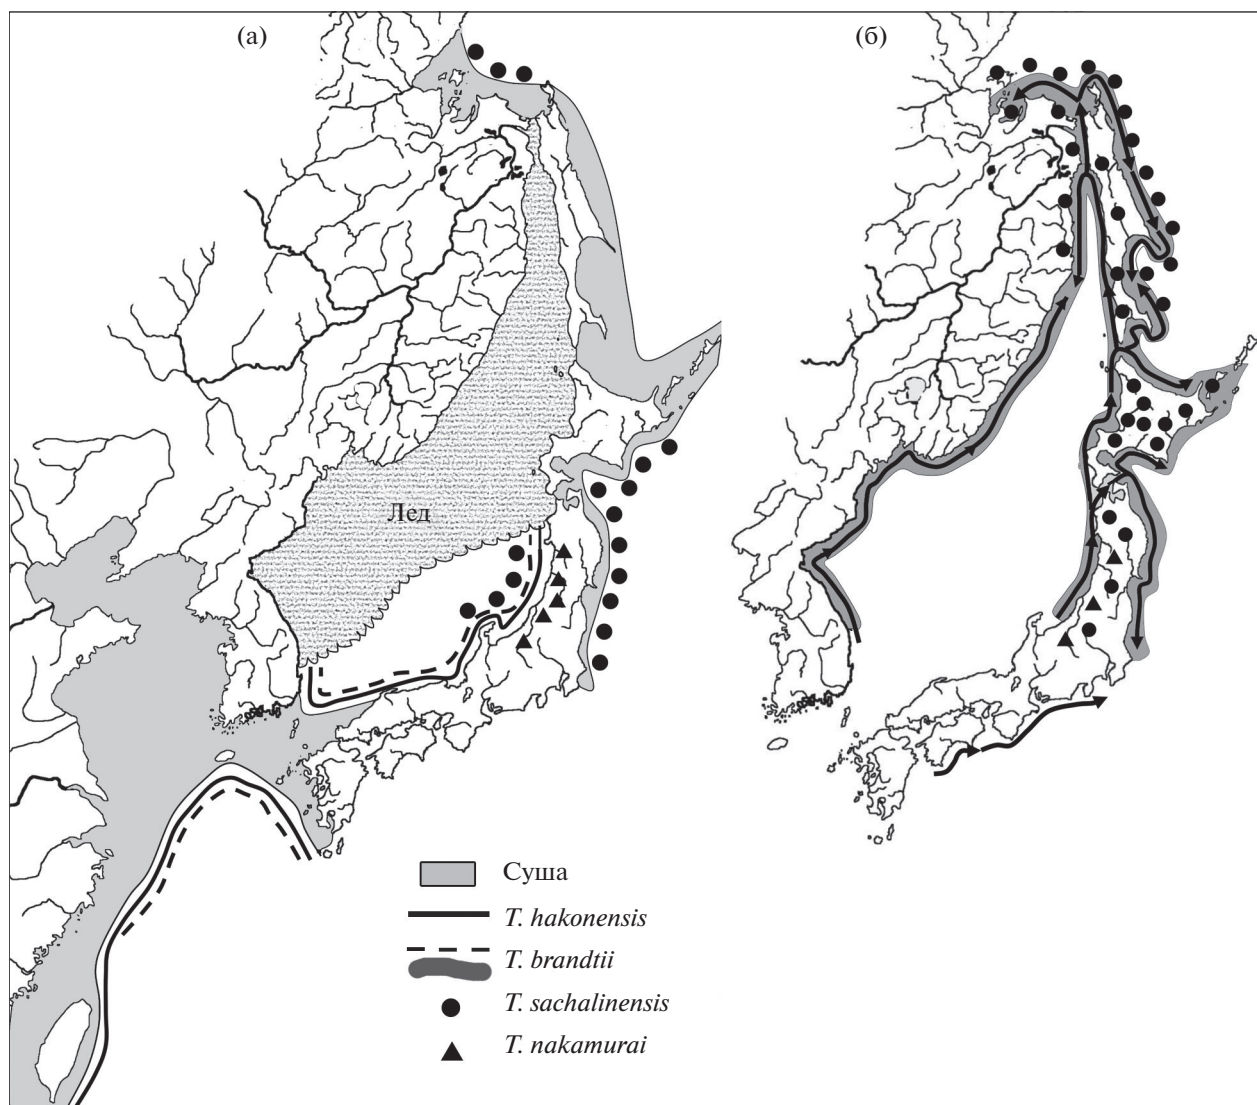 (а)
(б)
Лед
Суша
T. hakonensis
T. brandtii
T. sachalinensis
T. nakamurai